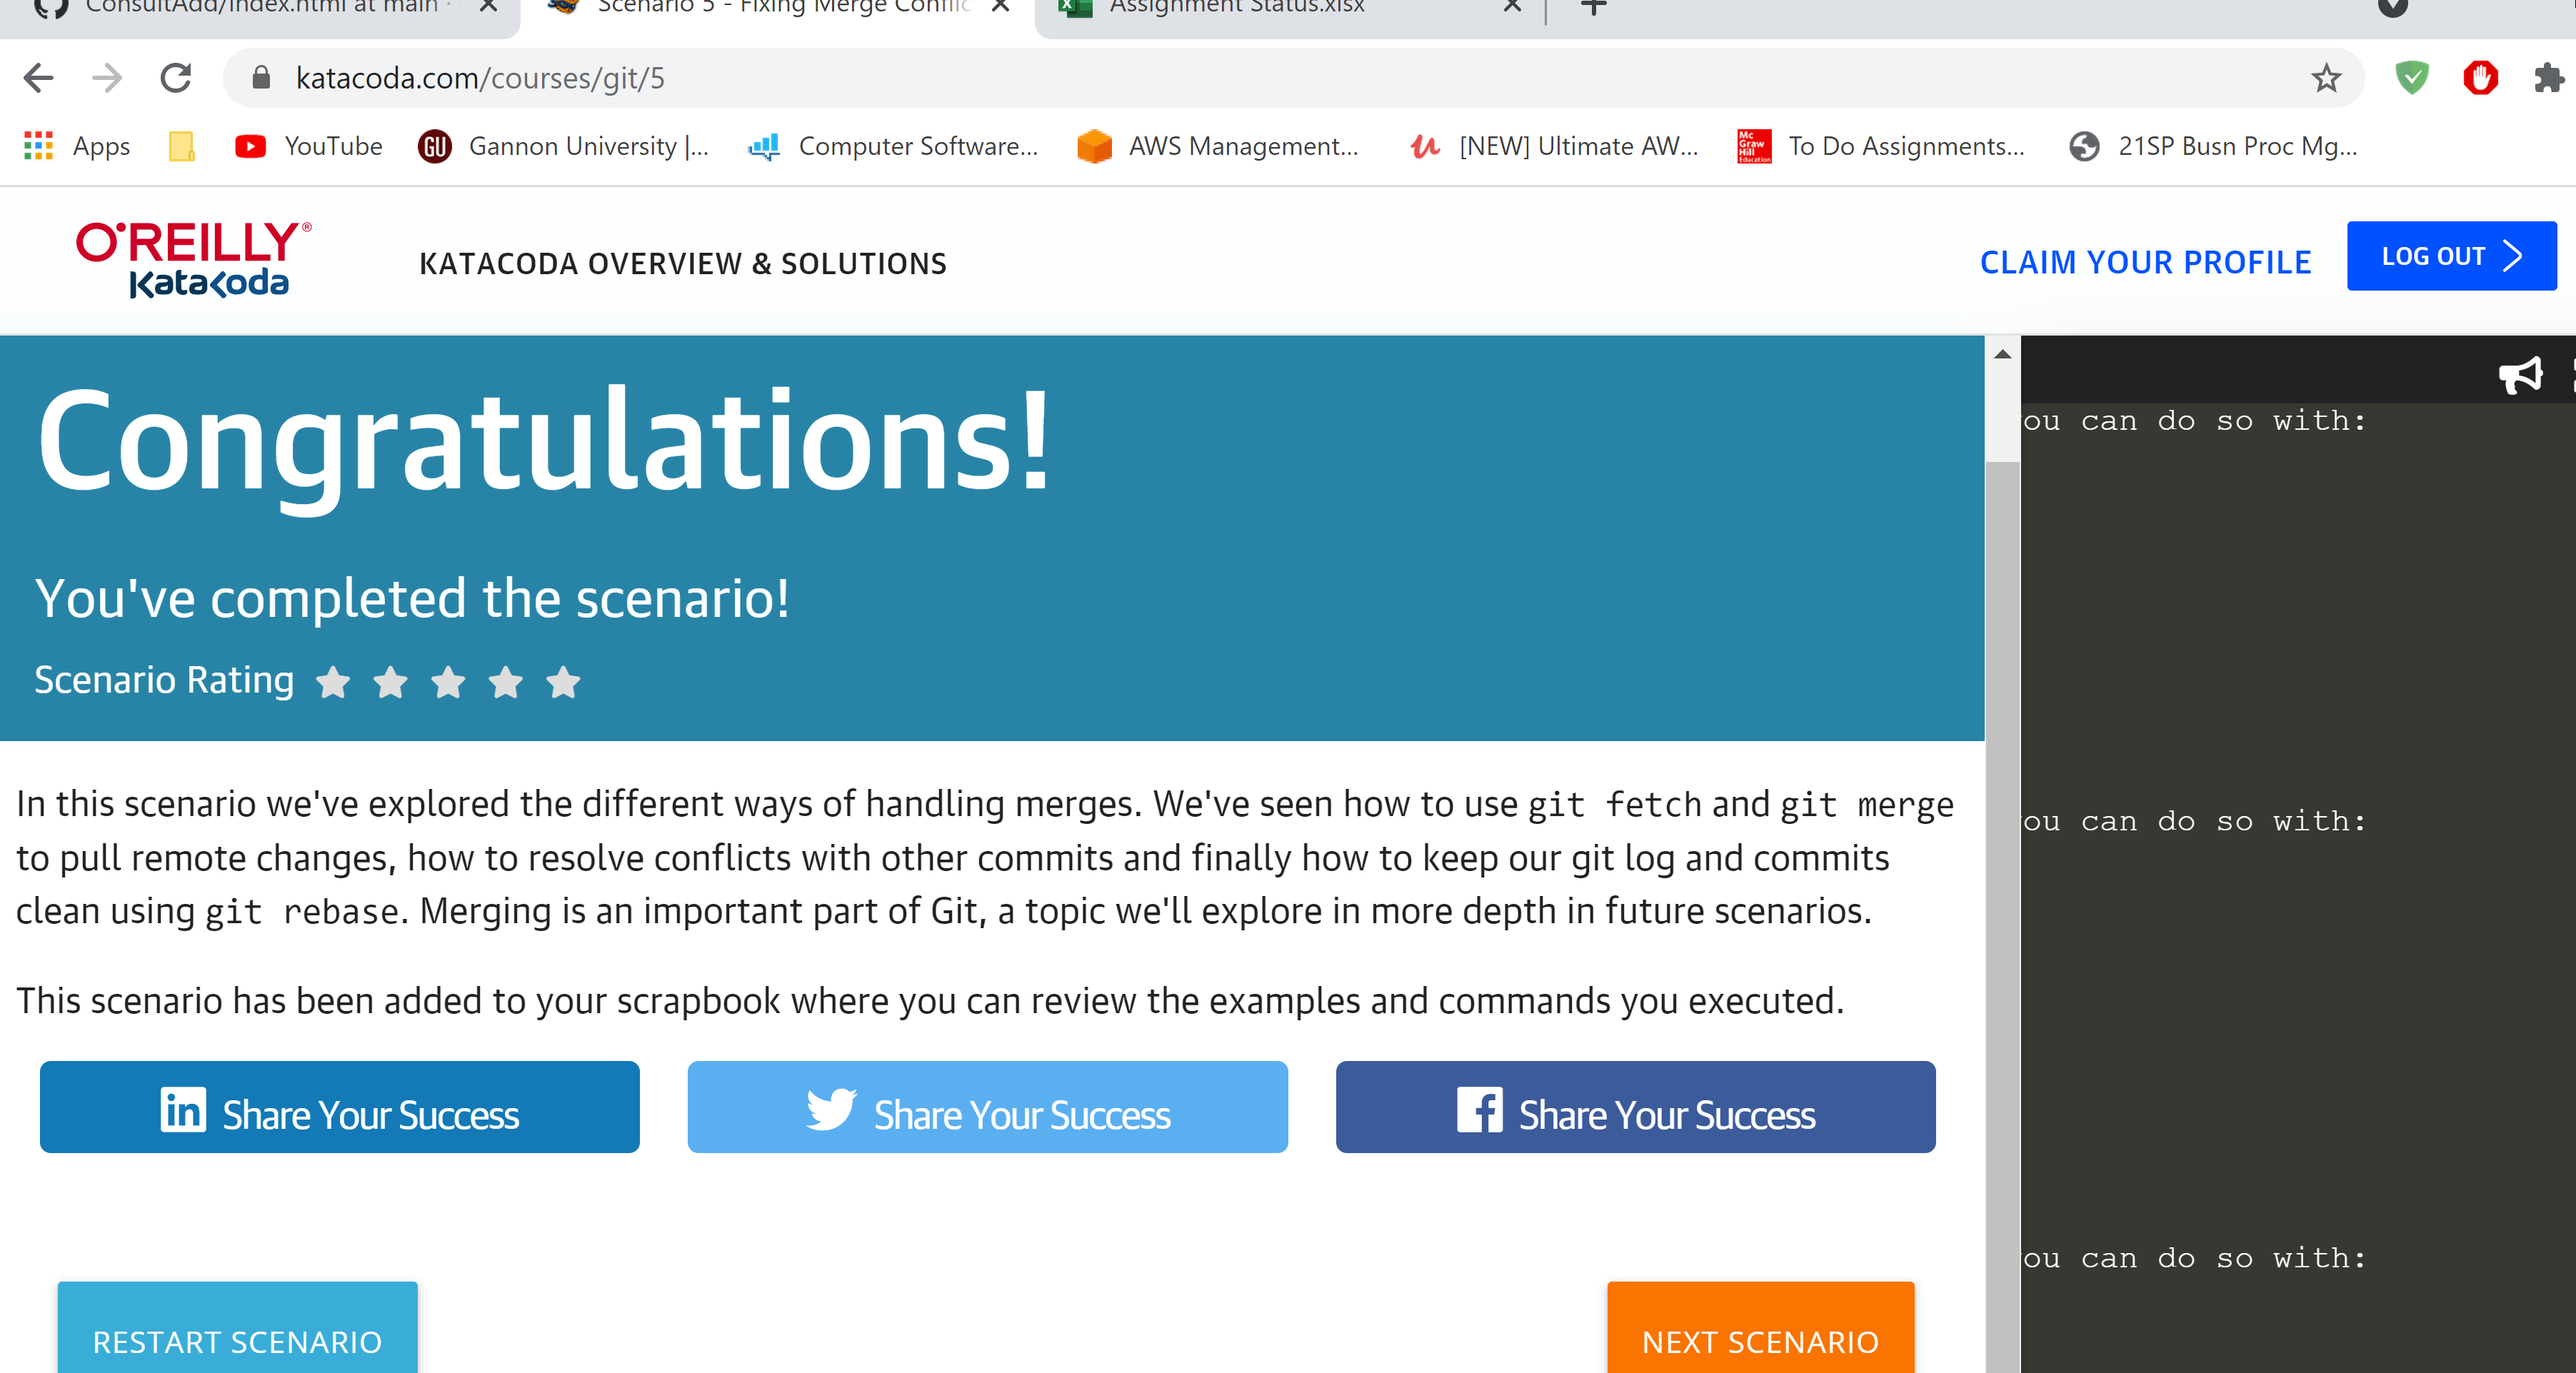 ConsultAdd/index.html at main ·
Scenario 5 - Fixing Merge Conflic
Assignment Status.xlsx
katacoda.com/courses/git/5
Apps
YouTube
GU
Gannon University |...
Computer Software...
AWS Management...
[NEW] Ultimate AW...
Mc
Graw
Hill
Education
To Do Assignments...
21SP Busn Proc Mg...
O'REILLY®
Katacoda
KATACODA OVERVIEW & SOLUTIONS
CLAIM YOUR PROFILE
LOG OUT
Congratulations!
You've completed the scenario!
Scenario Rating
In this scenario we've explored the different ways of handling merges. We've seen how to use git fetch and git merge
to pull remote changes, how to resolve conflicts with other commits and finally how to keep our git log and commits
clean using git rebase. Merging is an important part of Git, a topic we'll explore in more depth in future scenarios.
This scenario has been added to your scrapbook where you can review the examples and commands you executed.
in Share Your Success
Share Your Success
f Share Your Success
RESTART SCENARIO
NEXT SCENARIO
ou can do so with:
ou can do so with:
ou can do so with: